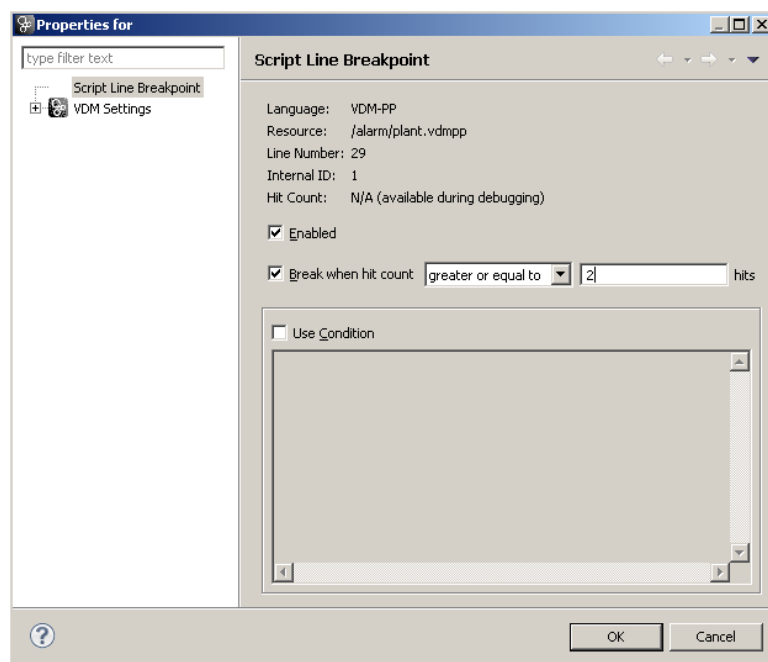 Properties for
type filter text
Script Line Breakpoint
VDM Settings
Script Line Breakpoint
Language: VDM-PP
Resource: /alarm/plant.vdmpp
Line Number: 29
Internal ID: 1
Hit Count: N/A (available during debugging)
Enabled
Break when hit count greater or equal to 2 hits
Use Condition
OK Cancel